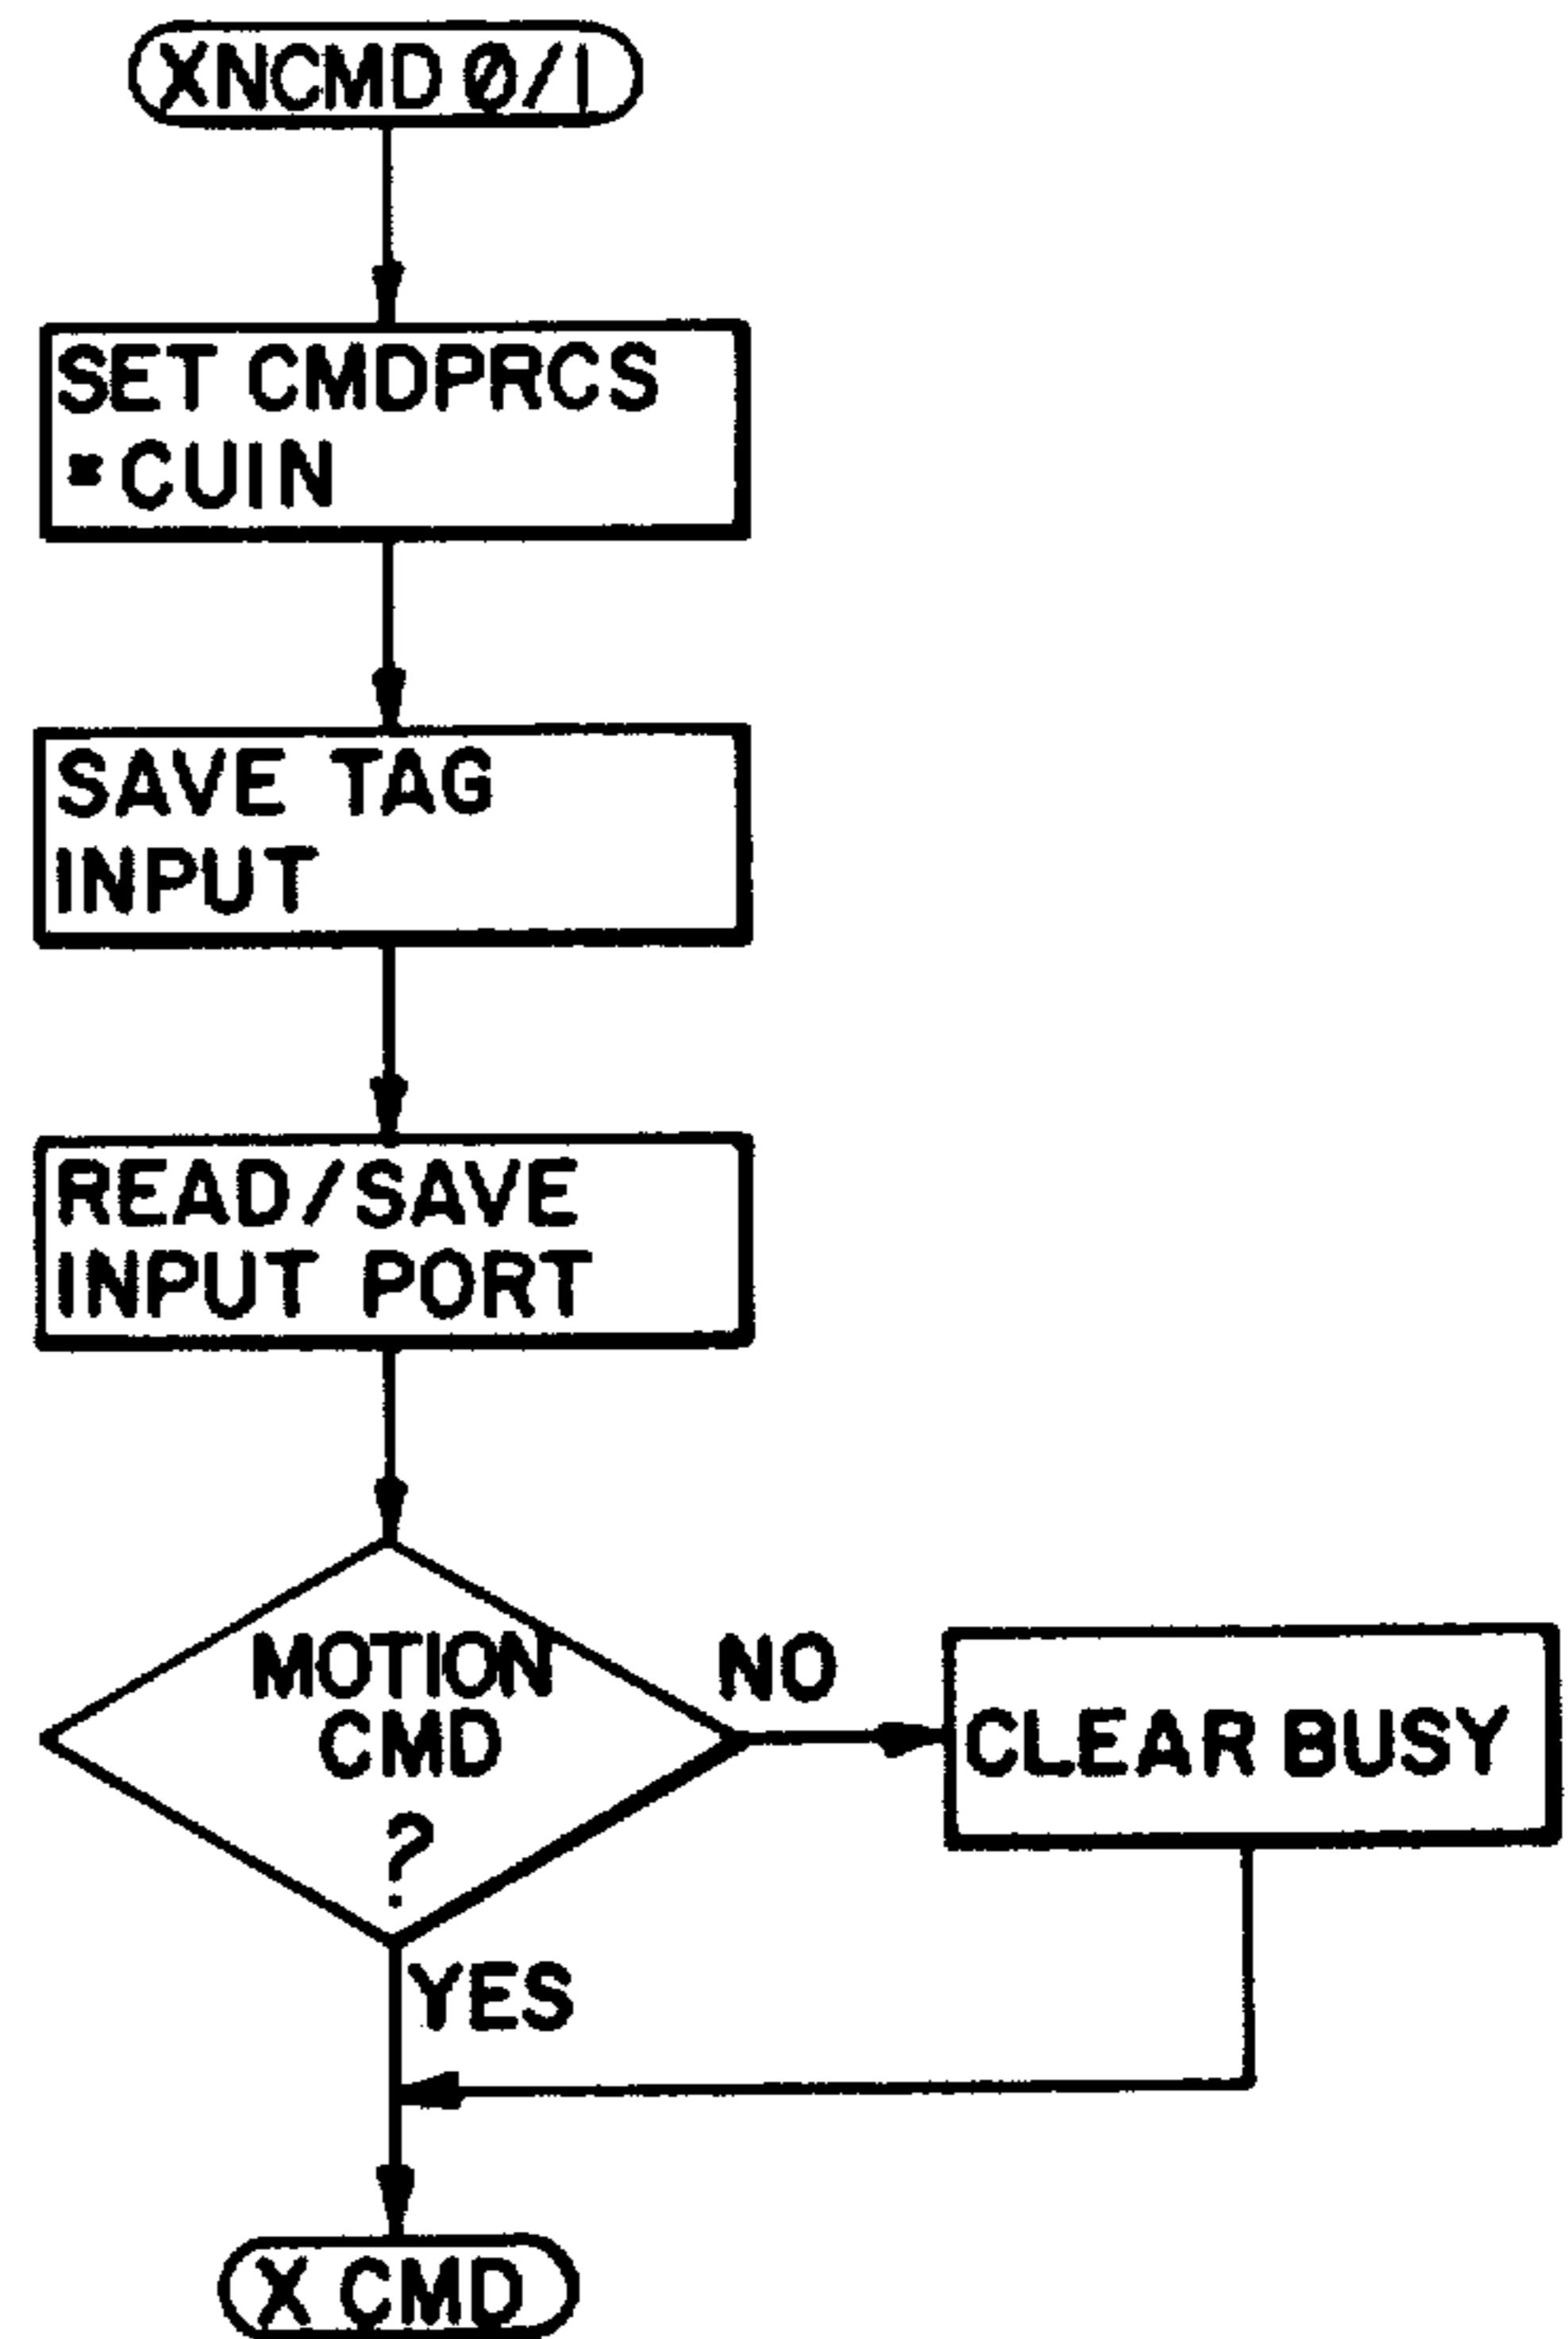 XNCMD 0/1
SET CMDPRCS
=CUIN
SAVE TAG
INPUT
READ/SAVE
INPUT PORT
MOTION
CMD
?
NO
CLEAR BUSY
YES
X CMD